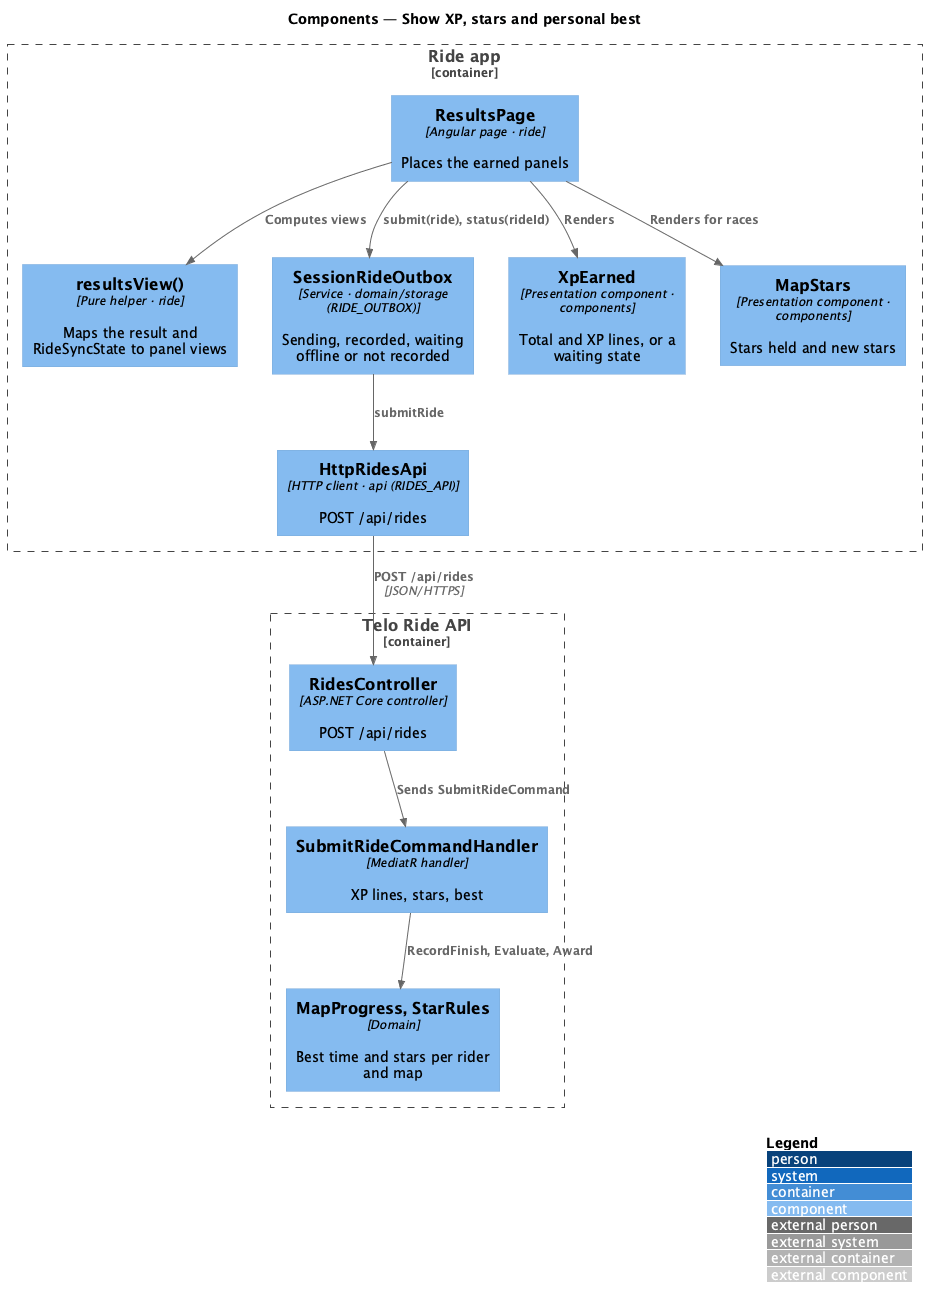 Components — Show XP, stars and personal best
Ride app
[container]
ResultsPage
[Angular page · ride]
Places the earned panels
Computes views
submit(ride), status(rideId)
Renders
Renders for races
resultsView()
[Pure helper · ride]
Maps the result and
RideSyncState to panel views
SessionRideOutbox
[Service · domain/storage
(RIDE_OUTBOX)]
Sending, recorded, waiting
offline or not recorded
XpEarned
[Presentation component ·
components]
Total and XP lines, or a
waiting state
MapStars
[Presentation component ·
components]
Stars held and new stars
submitRide
HttpRidesApi
[HTTP client · api (RIDES_API)]
POST /api/rides
POST /api/rides
[JSON/HTTPS]
Telo Ride API
[container]
RidesController
[ASP.NET Core controller]
POST /api/rides
Sends SubmitRideCommand
SubmitRideCommandHandler
[MediatR handler]
XP lines, stars, best
RecordFinish, Evaluate, Award
MapProgress, StarRules
[Domain]
Best time and stars per rider
and map
Legend
person
system
container
component
external person
external system
external container
external component